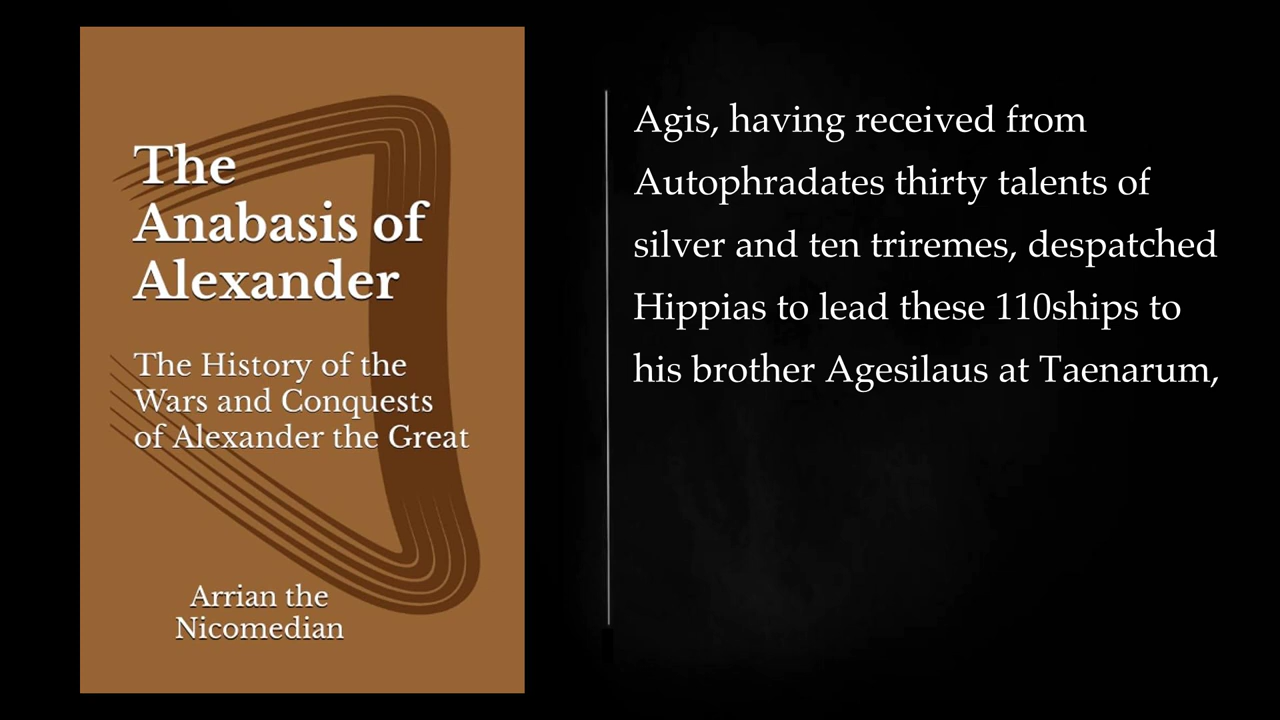 The
Anabasis of
Alexander
The History of the
Wars and Conquests
of Alexander the Great
Arrian the
Nicomedian
Agis, having received from
Autophradates thirty talents of
silver and ten triremes, despatched
Hippias to lead these 110ships to
his brother Agesilaus at Taenarum,